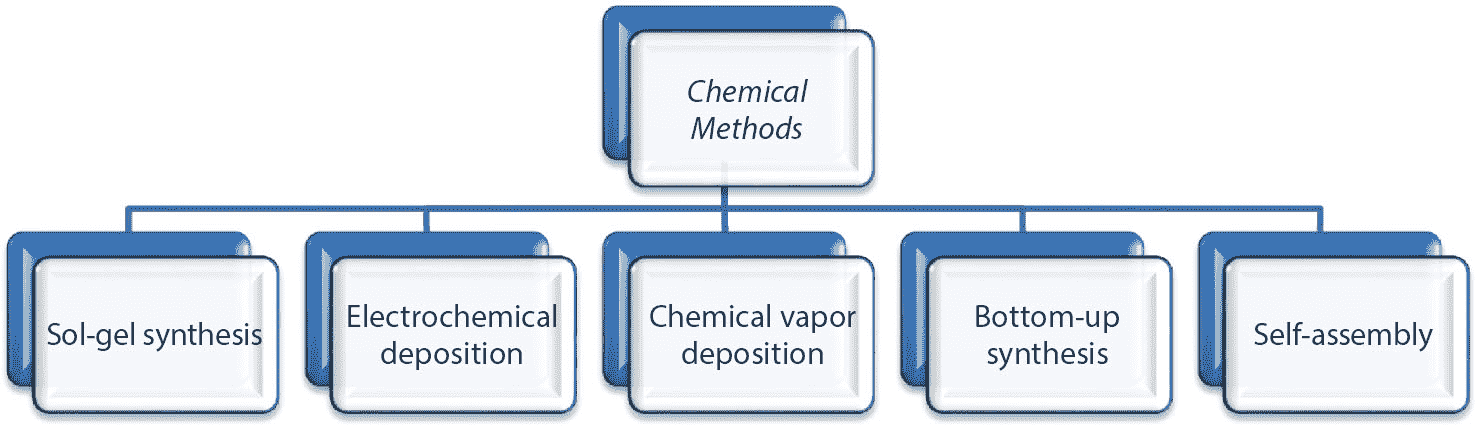 Chemical
Methods
Sol-gel synthesis
Electrochemical
deposition
Chemical vapor
deposition
Bottom-up
synthesis
Self-assembly